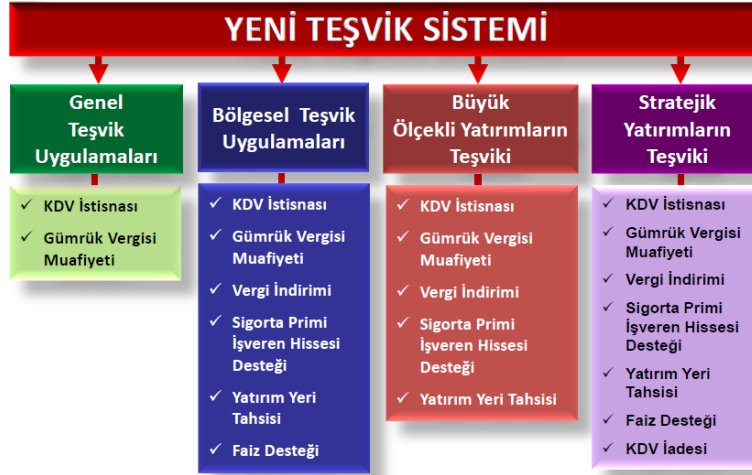 YENİ TEŞVİK SİSTEMİ
Genel
Teşvik
Uygulamaları
✓ KDV İstisnası
✓ Gümrük Vergisi
Muafiyeti
Bölgesel Teşvik
Uygulamaları
✓ KDV İstisnası
✓ Gümrük Vergisi
Muafiyeti
✓ Vergi İndirimi
✓ Sigorta Primi
İşveren Hissesi
Desteği
✓ Yatırım Yeri
Tahsisi
✓ Faiz Desteği
Büyük
Ölçekli Yatırımların
Teşviki
✓ KDV İstisnası
✓ Gümrük Vergisi
Muafiyeti
✓ Vergi İndirimi
✓ Sigorta Primi
İşveren Hissesi
Desteği
✓ Yatırım Yeri Tahsisi
Stratejik
Yatırımların
Teşviki
✓ KDV İstisnası
✓ Gümrük Vergisi
Muafiyeti
✓ Vergi İndirimi
✓ Sigorta Primi
İşveren Hissesi
Desteği
✓ Yatırım Yeri
Tahsisi
✓ Faiz Desteği
✓ KDV İadesi